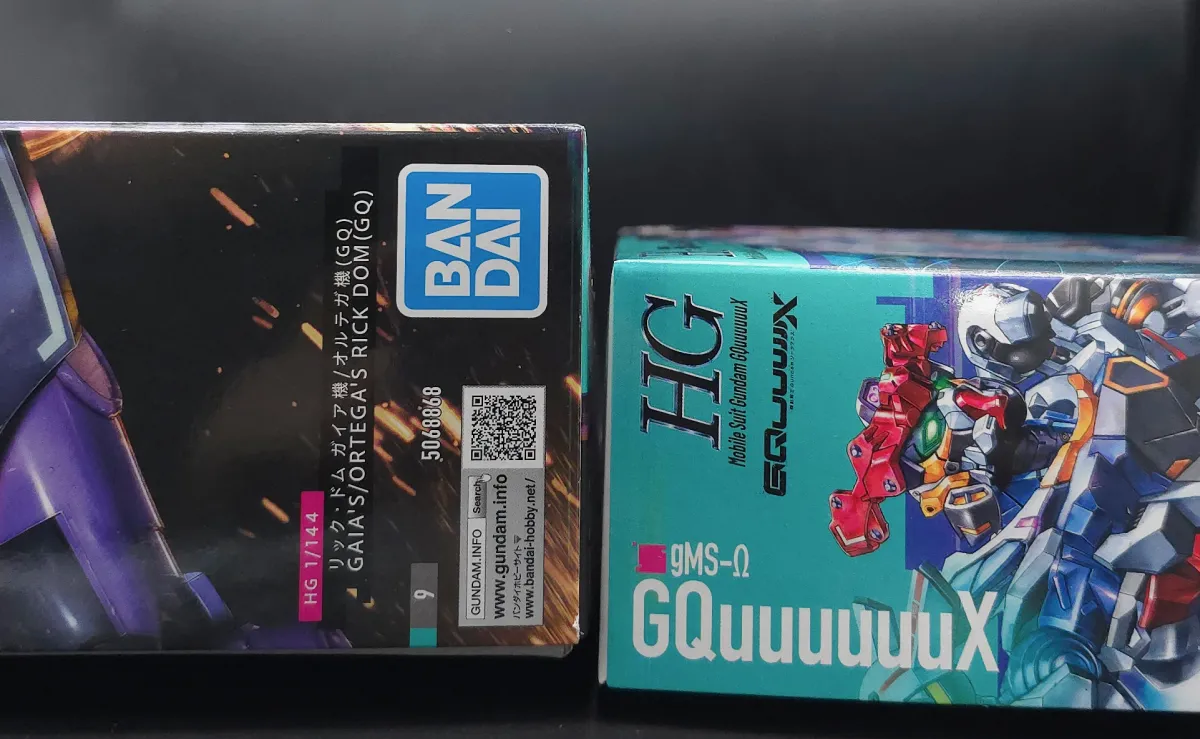 BAN
DAI
リック・ドム ガイア機/オルテガ機(GQ)
GAIA'S/ORTEGA'S RICK DOM(GQ)
HG 1/144
5068868
GUNDAM.INFO
Search
www.gundam.info
バンダイホビーサイト
www.bandai-hobby.net/
9
HG
Mobile Suit Gundam GQuuuuuuX
GQuuuuuuX
gMS-Ω
GQuuuuuuX